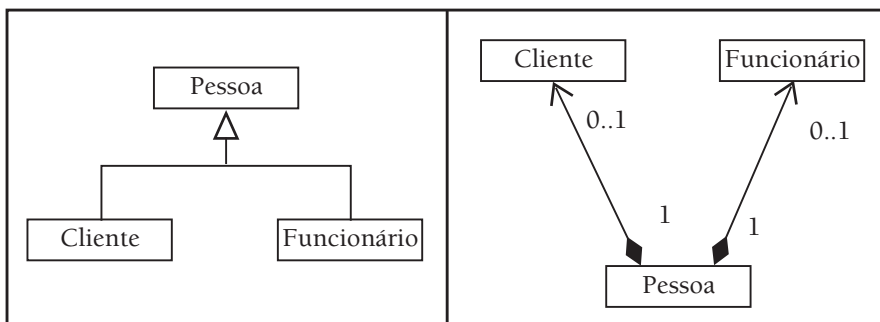 Pessoa
Cliente
Funcionário
Cliente
Funcionário
0..1
0..1
1
1
Pessoa